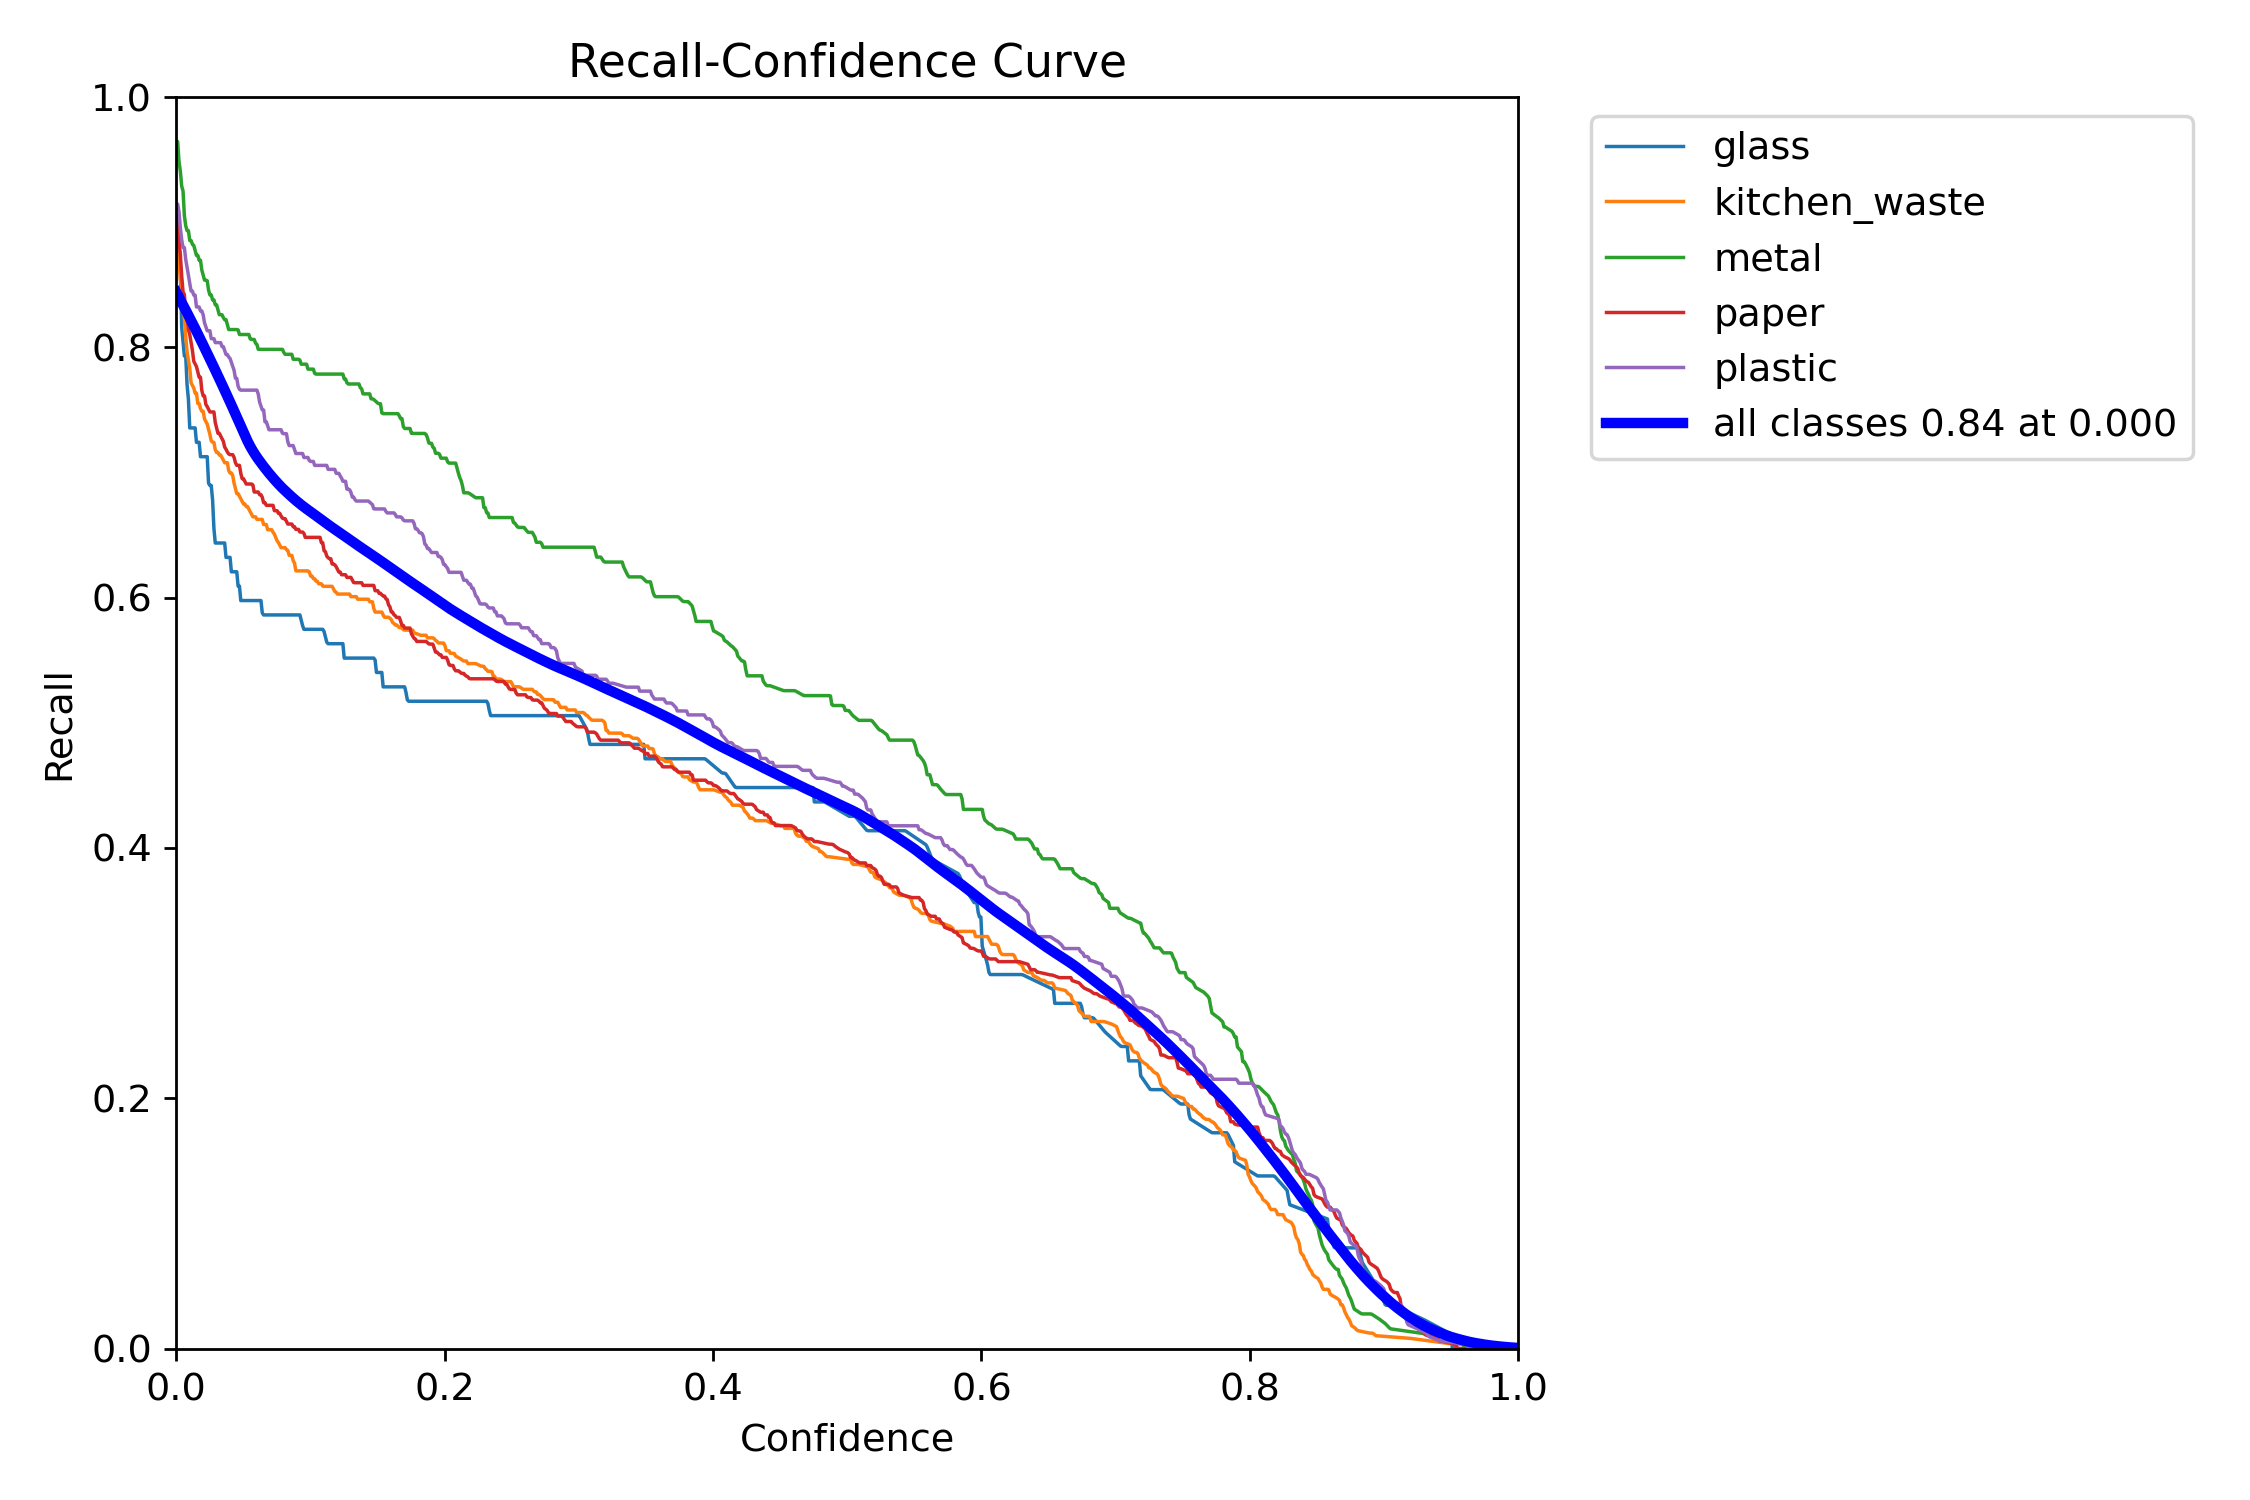 Recall-Confidence Curve
1.0
0.8
0.6
0.4
0.2
0.0
Recall
0.0 0.2 0.4 0.6 0.8 1.0
Confidence
glass
kitchen_waste
metal
paper
plastic
all classes 0.84 at 0.000